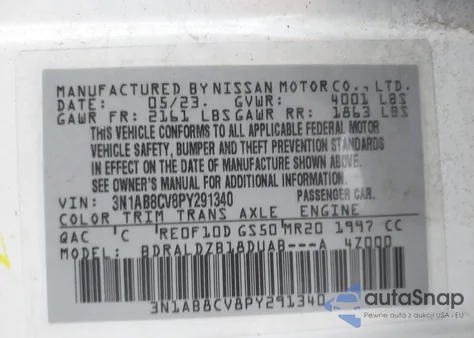 MANUFACTURED BY NISSAN MOTOR CO., LTD.
DATE: 05/23. GVWR: 4001 LBS
GAWR FR: 2161 LBS GAWR RR: 1863 LBS
THIS VEHICLE CONFORMS TO ALL APPLICABLE FEDERAL MOTOR
VEHICLE SAFETY, BUMPER AND THEFT PREVENTION STANDARDS
IN EFFECT ON THE DATE OF MANUFACTURE SHOWN ABOVE.
SEE OWNER'S MANUAL FOR ADDITIONAL INFORMATION.
VIN: 3N1AB8CV8PY291340 PASSENGER CAR.
COLOR TRIM TRANS AXLE ENGINE
QAC C RE0F10D GS50 MR20 1997 CC
MODEL: BDRALDZB18DUAB---A 4Z000
3N1AB8CV8PY291340
autoSnap
Pewne auto z aukcji USA i EU